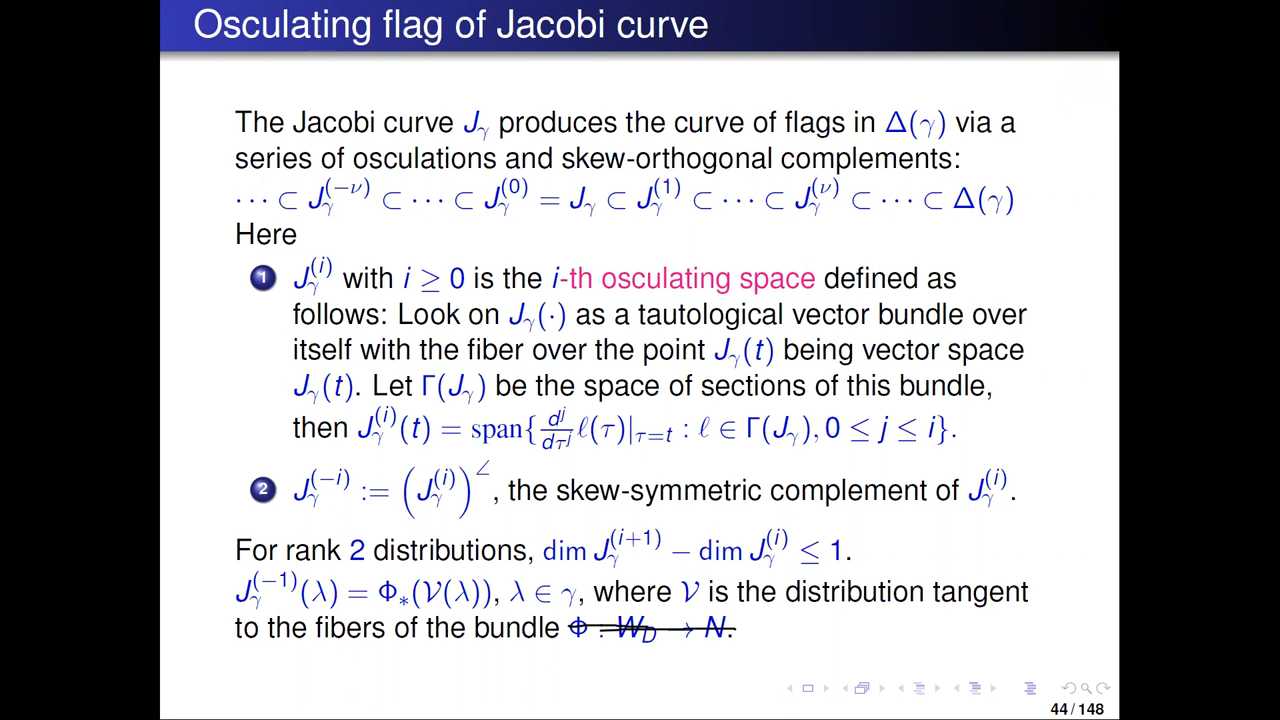 Osculating flag of Jacobi curve
The Jacobi curve J_γ produces the curve of flags in Δ(γ) via a
series of osculations and skew-orthogonal complements:
⋯ ⊂ J_γ^(−ν) ⊂ ⋯ ⊂ J_γ^(0) = J_γ ⊂ J_γ^(1) ⊂ ⋯ ⊂ J_γ^(ν) ⊂ ⋯ ⊂ Δ(γ)
Here
1 J_γ^(i) with i ≥ 0 is the i-th osculating space defined as
follows: Look on J_γ(·) as a tautological vector bundle over
itself with the fiber over the point J_γ(t) being vector space
J_γ(t). Let Γ(J_γ) be the space of sections of this bundle,
then J_γ^(i)(t) = span{d^j/dτ^j ℓ(τ)|_{τ=t} : ℓ ∈ Γ(J_γ), 0 ≤ j ≤ i}.
2 J_γ^(−i) := (J_γ^(i))^∠, the skew-symmetric complement of J_γ^(i).
For rank 2 distributions, dim J_γ^(i+1) − dim J_γ^(i) ≤ 1.
J_γ^(−1)(λ) = Φ_*(V(λ)), λ ∈ γ, where V is the distribution tangent
to the fibers of the bundle Φ : W_D → N.
44 / 148